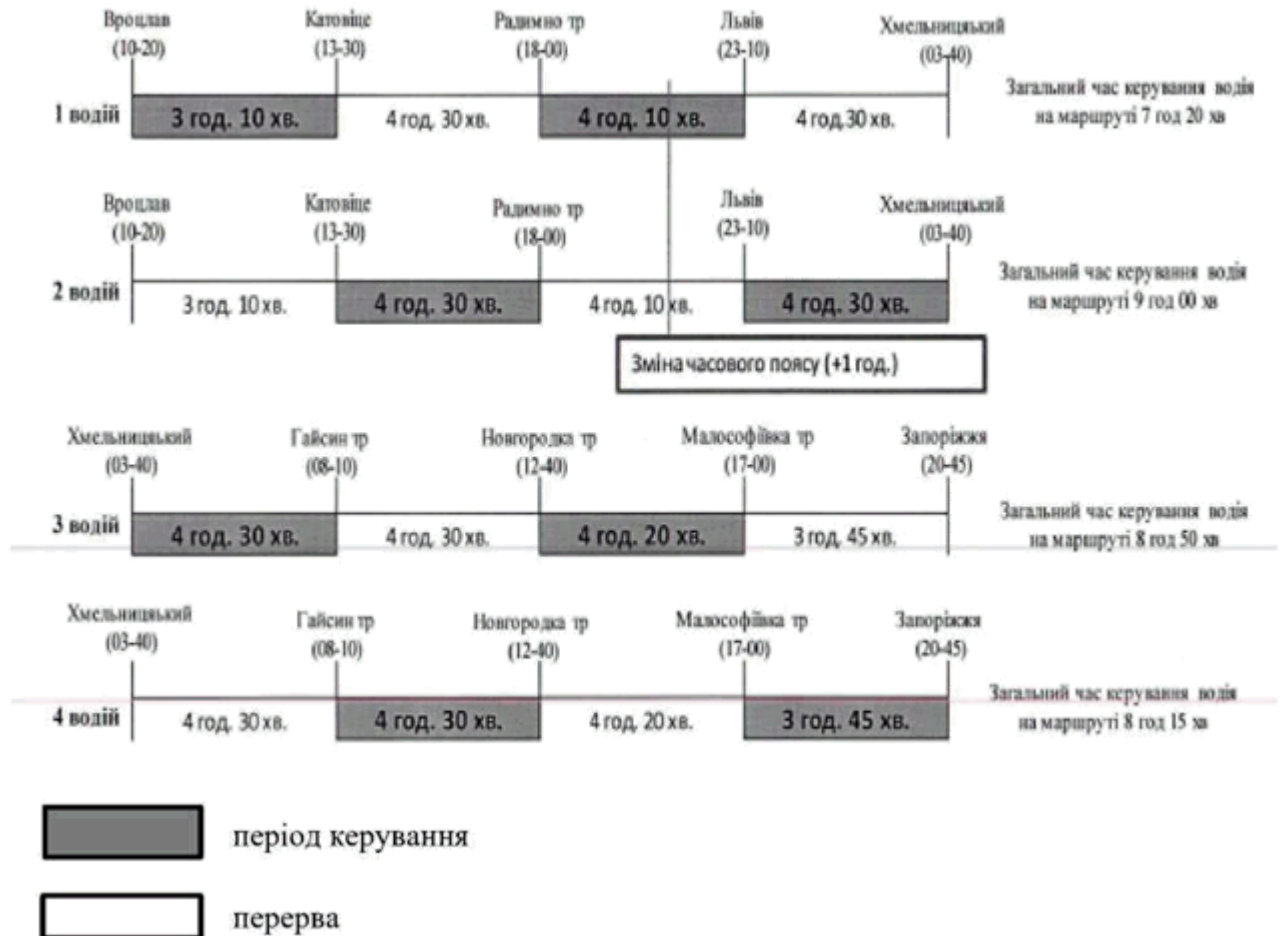 Вроцлав Катовіце Радимно тр Львів Хмельницяький
(10-20) (13-30) (18-00) (23-10) (03-40)
1 водій 3 год. 10 хв. 4 год. 30 хв. 4 год. 10 хв. 4 год.30 хв.
Загальний час керування водія
на маршруті 7 год 20 хв
Вроцлав Катовіце Радимно тр Львів Хмельницяький
(10-20) (13-30) (18-00) (23-10) (03-40)
2 водій 3 год. 10 хв. 4 год. 30 хв. 4 год. 10 хв. 4 год. 30 хв.
Загальний час керування водія
на маршруті 9 год 00 хв
Зміна часового поясу (+1 год.)
Хмельницяький Гайсин тр Новгородка тр Малософіївка тр Запоріжжя
(03-40) (08-10) (12-40) (17-00) (20-45)
3 водій 4 год. 30 хв. 4 год. 30 хв. 4 год. 20 хв. 3 год. 45 хв.
Загальний час керування водія
на маршруті 8 год 50 хв
Хмельницяький Гайсин тр Новгородка тр Малософіївка тр Запоріжжя
(03-40) (08-10) (12-40) (17-00) (20-45)
4 водій 4 год. 30 хв. 4 год. 30 хв. 4 год. 20 хв. 3 год. 45 хв.
Загальний час керування водія
на маршруті 8 год 15 хв
період керування
перерва